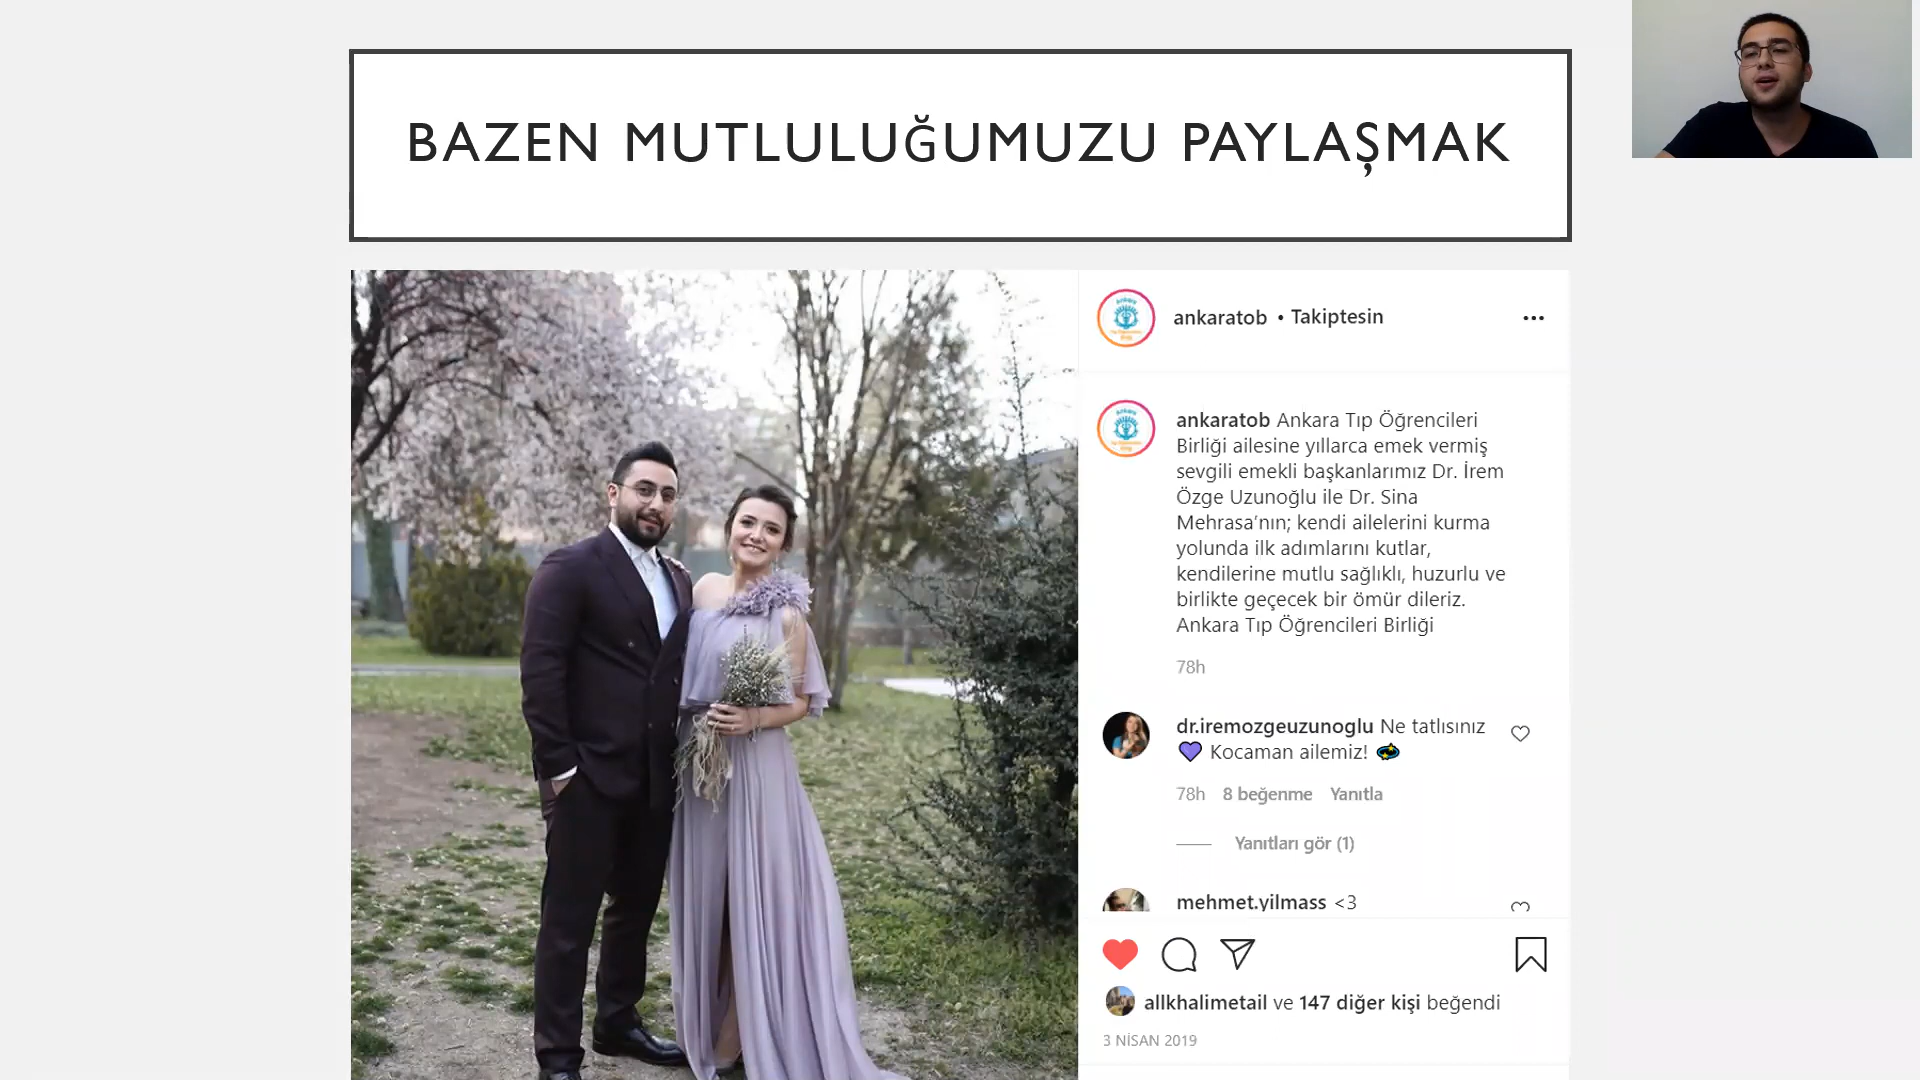 BAZEN MUTLULUĞUMUZU PAYLAŞMAK
ankaratob • Takiptesin
ankaratob Ankara Tıp Öğrencileri
Birliği ailesine yıllarca emek vermiş
sevgili emekli başkanlarımız Dr. İrem
Özge Uzunoğlu ile Dr. Sina
Mehrasa’nın; kendi ailelerini kurma
yolunda ilk adımlarını kutlar,
kendilerine mutlu sağlıklı, huzurlu ve
birlikte geçecek bir ömür dileriz.
Ankara Tıp Öğrencileri Birliği
78h
dr.iremozgeuzunoglu Ne tatlısınız
💜 Kocaman ailemiz! 💫
78h 8 beğenme Yanıtla
Yanıtları gör (1)
mehmet.yilmass <3
allkhalimetail ve 147 diğer kişi beğendi
3 NİSAN 2019